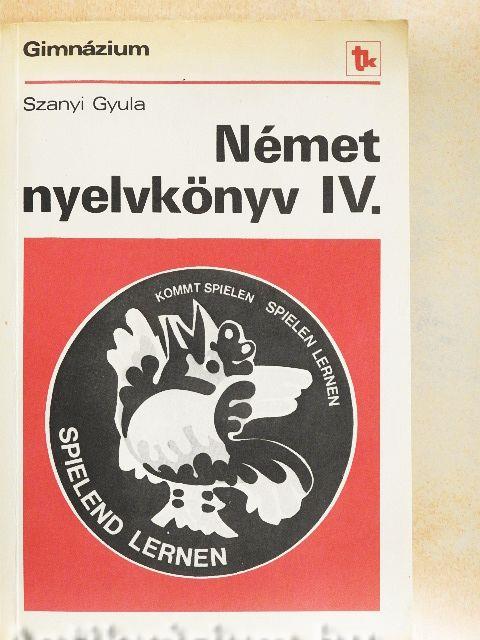 Gimnázium
tk
Szanyi Gyula
Német
nyelvkönyv IV.
KOMMT SPIELEN
SPIELEN LERNEN
SPIELEND LERNEN